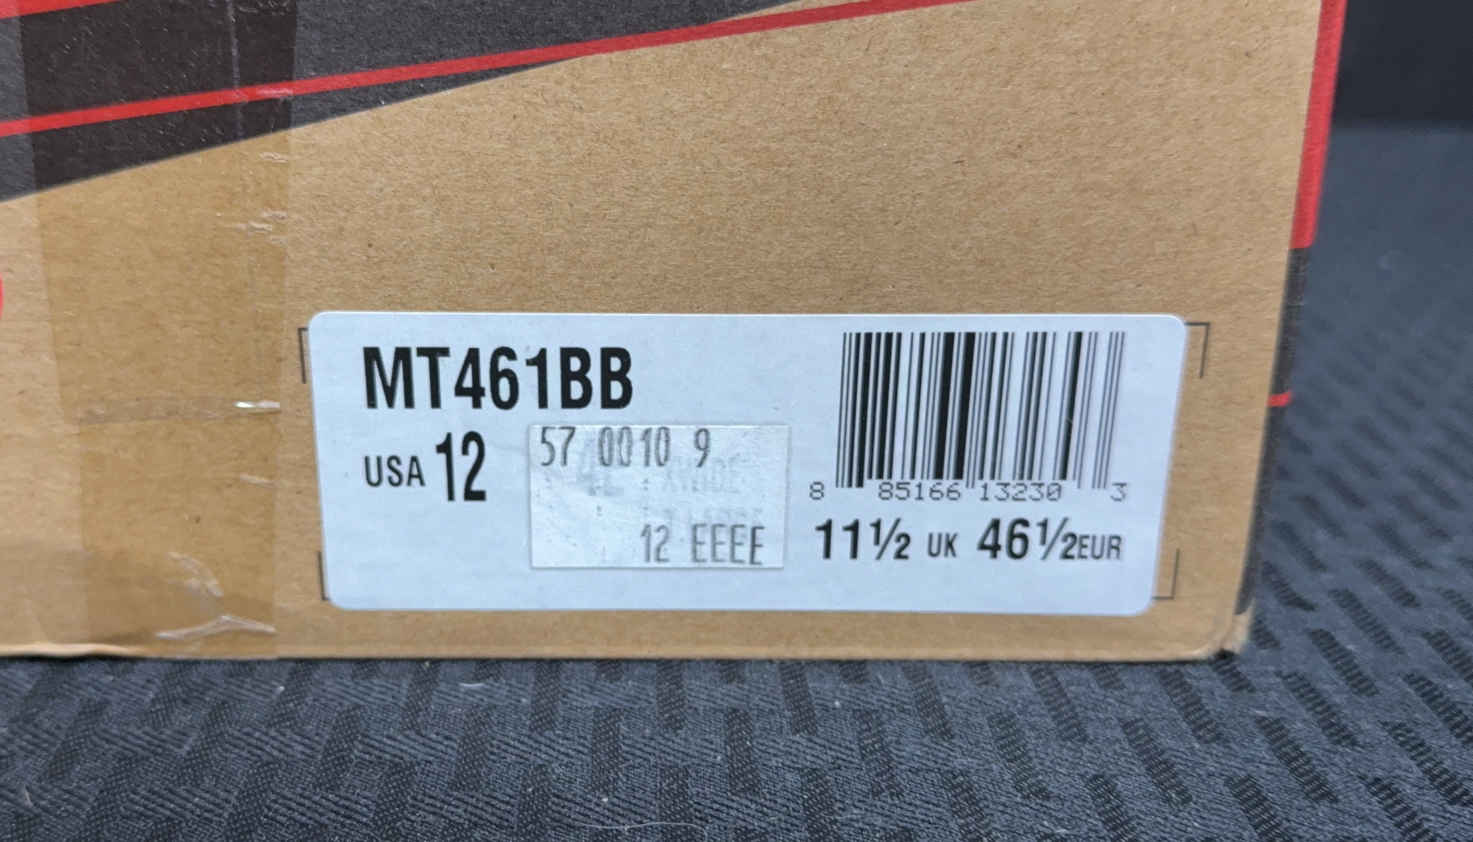 MT461BB
USA 12
57 0010 9
12 EEEE
8 85166 13230 3
11½ UK 46½EUR